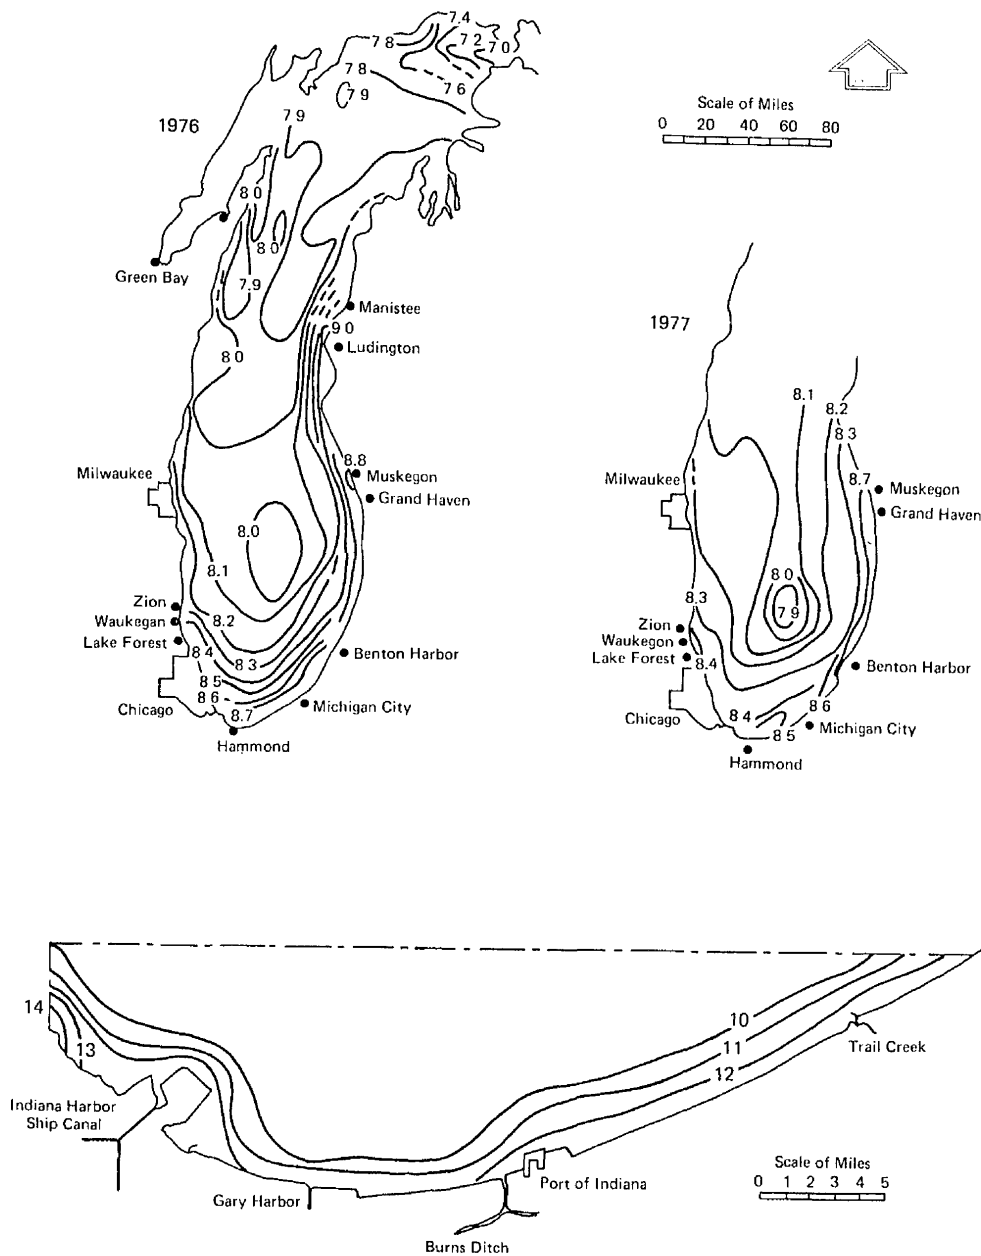 7.4
7 8
7 2
7 0
7 8
7 6
7 9
Scale of Miles
0 20 40 60 80
1976
7 9
8 0
8 0
Green Bay
7.9
Manistee
9 0
Ludington
8 0
1977
8.1
8.2
8 3
8.8
Milwaukee
Muskegon
Grand Haven
8.0
8.1
Zion
Waukegan
Lake Forest
8.2
8 4
8 3
8 5
8 6
8.7
Benton Harbor
Chicago
Michigan City
Hammond
Milwaukee
8.7
Muskegon
Grand Haven
8 0
7 9
8.3
Zion
Waukegon
Lake Forest
8.4
Benton Harbor
8 6
Chicago
8 4
8 5
Michigan City
Hammond
14
13
10
11
12
Trail Creek
Indiana Harbor
Ship Canal
Gary Harbor
Port of Indiana
Burns Ditch
Scale of Miles
0 1 2 3 4 5